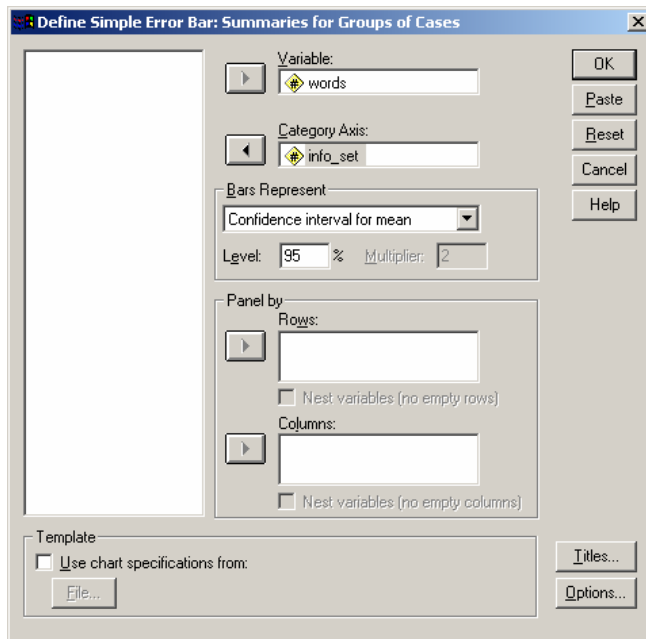 Define Simple Error Bar: Summaries for Groups of Cases
Variable:
# words
Category Axis:
# info_set
Bars Represent
Confidence interval for mean
Level: 95 % Multiplier: 2
Panel by
Rows:
Nest variables (no empty rows)
Columns:
Nest variables (no empty columns)
Template
Use chart specifications from:
File...
OK
Paste
Reset
Cancel
Help
Titles...
Options...